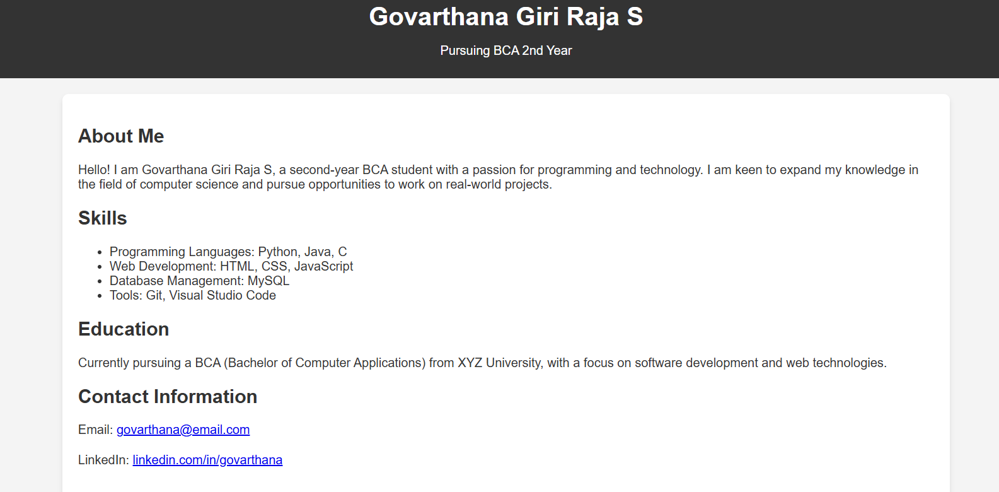 Govarthana Giri Raja S
Pursuing BCA 2nd Year
About Me
Hello! I am Govarthana Giri Raja S, a second-year BCA student with a passion for programming and technology. I am keen to expand my knowledge in
the field of computer science and pursue opportunities to work on real-world projects.
Skills
• Programming Languages: Python, Java, C
• Web Development: HTML, CSS, JavaScript
• Database Management: MySQL
• Tools: Git, Visual Studio Code
Education
Currently pursuing a BCA (Bachelor of Computer Applications) from XYZ University, with a focus on software development and web technologies.
Contact Information
Email: govarthana@email.com
LinkedIn: linkedin.com/in/govarthana